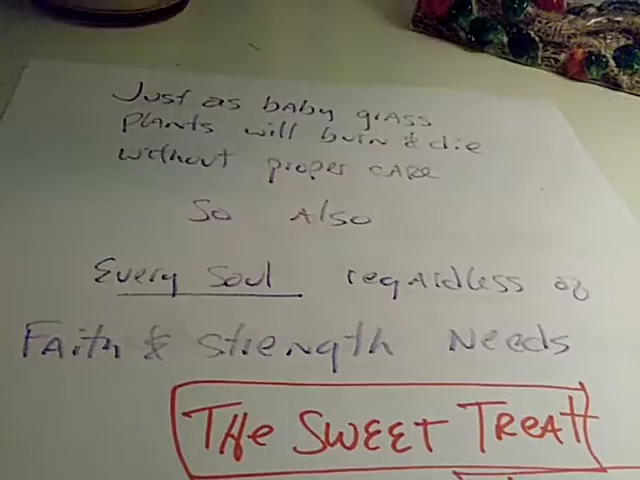 Just as baby grass
plants will burn & die
without proper care
So Also
Every Soul regardless of
Faith & Strength Needs
THe SWEET TReaT